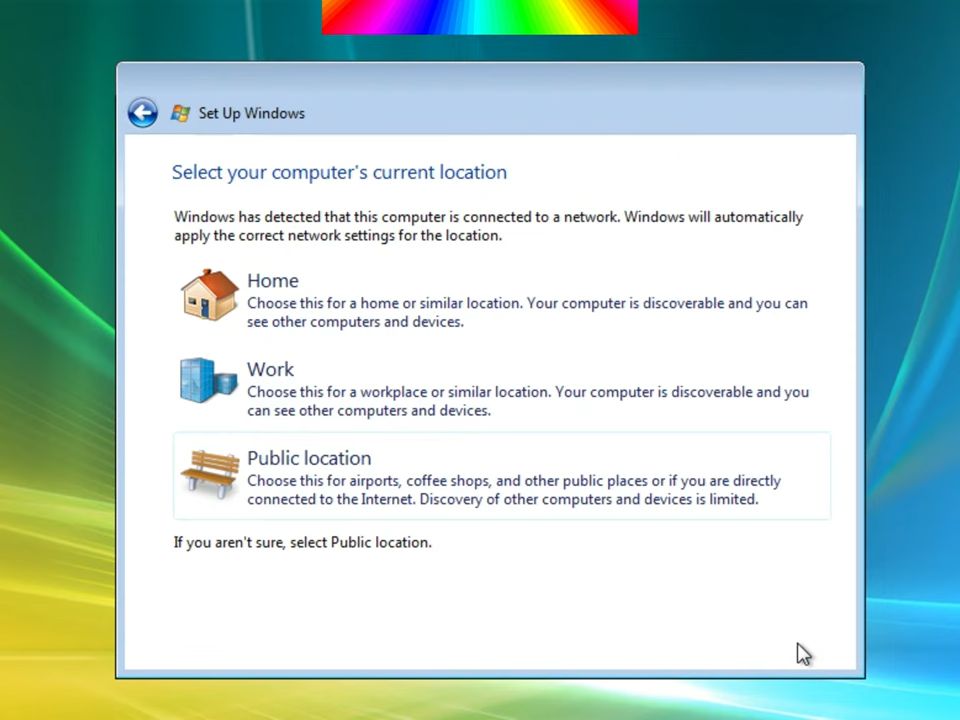 Set Up Windows
Select your computer's current location
Windows has detected that this computer is connected to a network. Windows will automatically
apply the correct network settings for the location.
Home
Choose this for a home or similar location. Your computer is discoverable and you can
see other computers and devices.
Work
Choose this for a workplace or similar location. Your computer is discoverable and you
can see other computers and devices.
Public location
Choose this for airports, coffee shops, and other public places or if you are directly
connected to the Internet. Discovery of other computers and devices is limited.
If you aren't sure, select Public location.